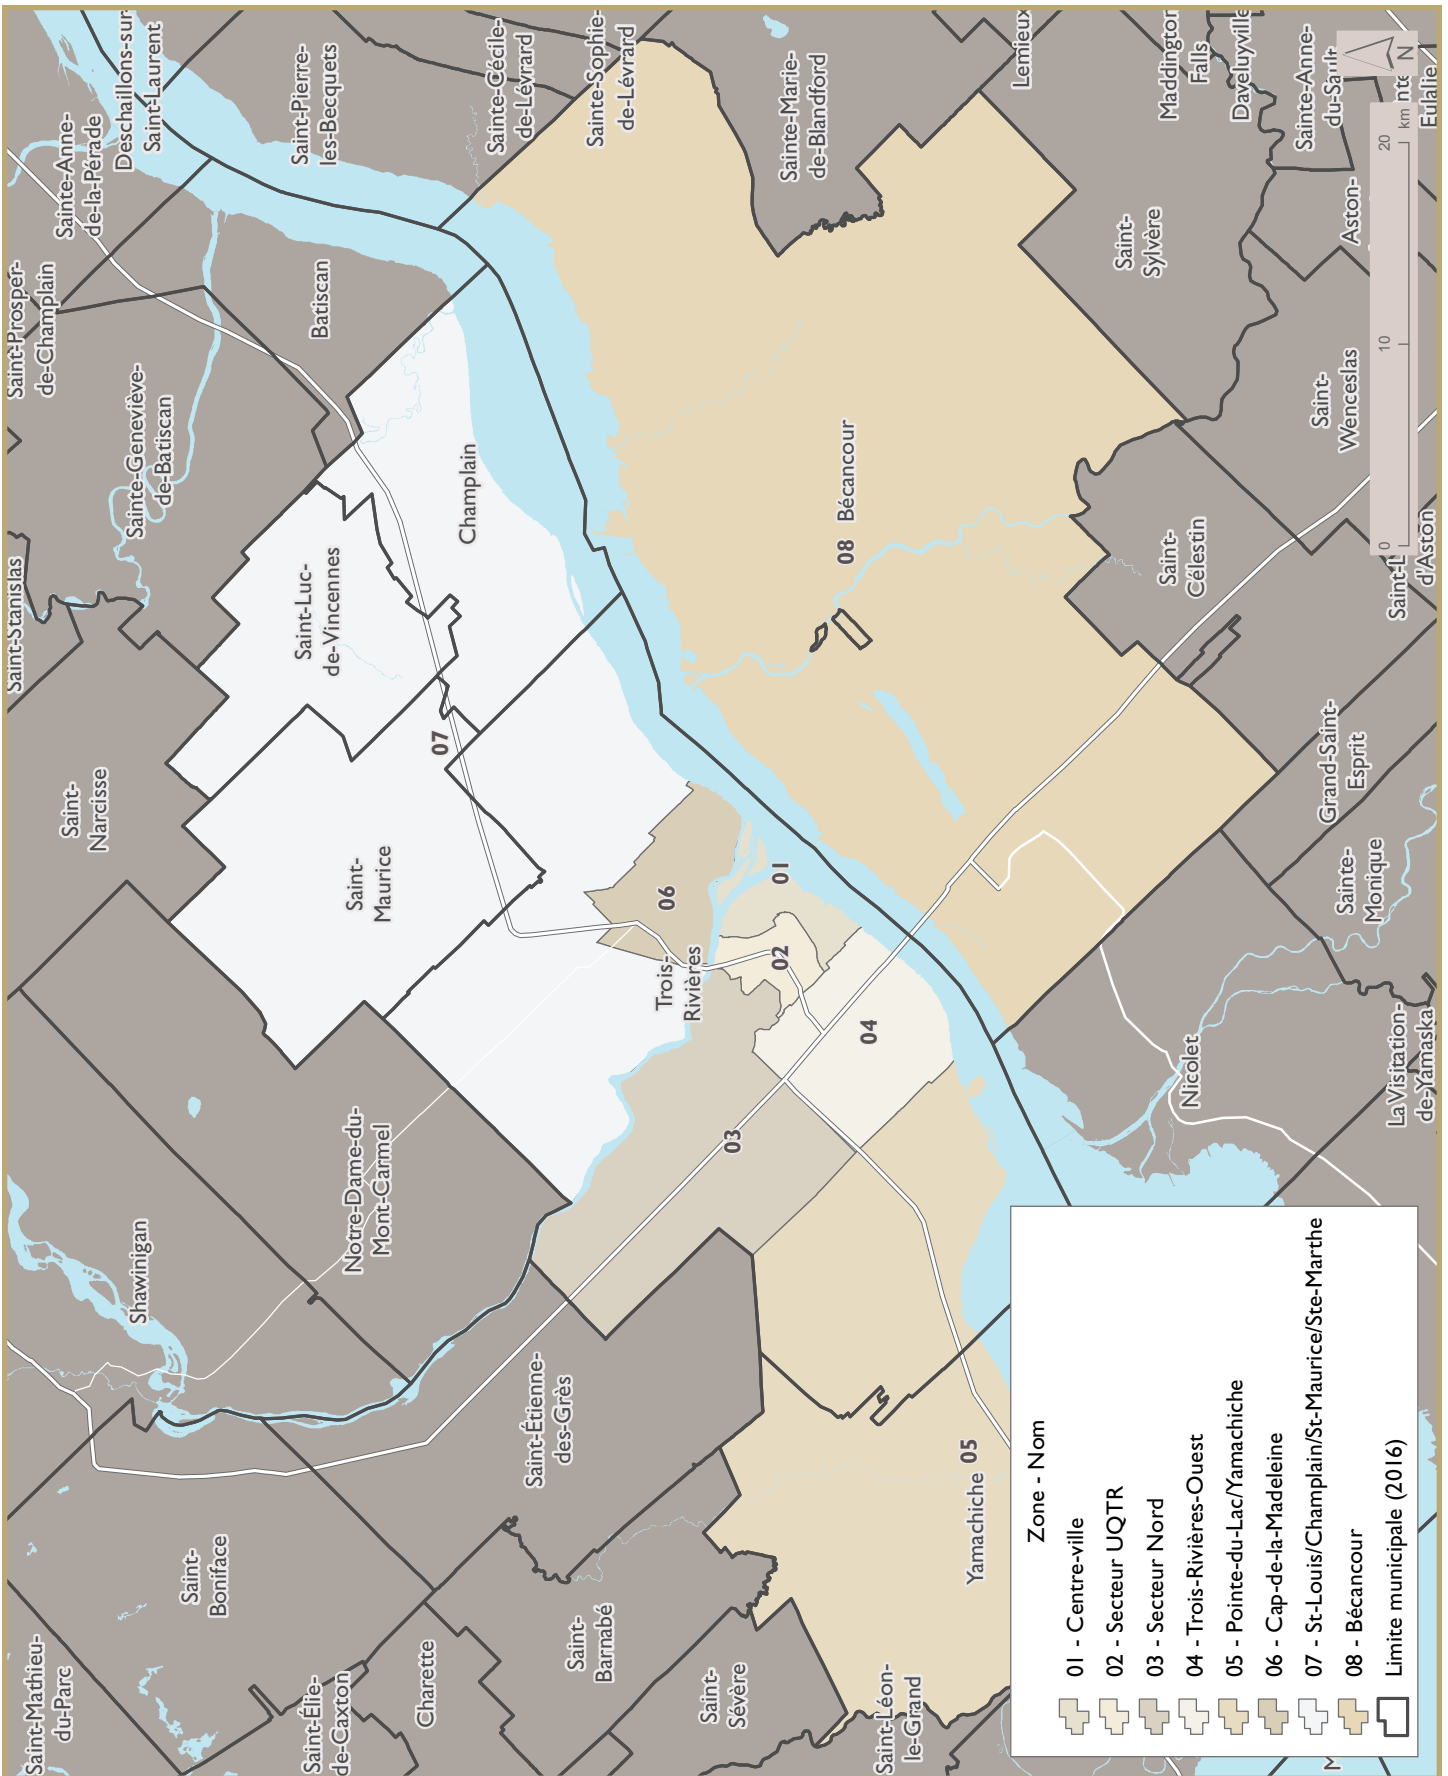 Saint-Mathieu-
du-Parc
Saint-
Boniface
Saint-Élie-
de-Caxton
Charette
Saint-
Barnabé
Saint-
Sévère
Saint-Léon-
le-Grand
Shawinigan
Notre-Dame-du-
Mont-Carmel
Saint-Étienne-
des-Grès
Yamachiche 05
03
04
Trois-
Rivières
02
01
06
07
Saint-
Narcisse
Saint-
Maurice
Saint-Stanislas
Saint-Luc-
de-Vincennes
Champlain
Sainte-Geneviève-
de-Batiscan
Saint-Prosper-
de-Champlain
Batiscan
Sainte-Anne-
de-la-Pérade
Deschaillons-sur-
Saint-Laurent
Saint-Pierre-
les-Becquets
Sainte-Cécile-
de-Lévrard
Sainte-Sophie-
de-Lévrard
Sainte-Marie-
de-Blandford
Lemieux
Maddington
Falls
Daveluyville
Sainte-Anne-
du-Sault
Eulalie
Aston-
Saint-
Sylvère
Saint-
Wenceslas
08 Bécancour
Saint-
Célestin
d'Aston
Grand-Saint-
Esprit
Sainte-
Monique
Nicolet
La Visitation-
de-Yamaska
N
0 10 20
km
Zone - Nom
01 - Centre-ville
02 - Secteur UQTR
03 - Secteur Nord
04 - Trois-Rivières-Ouest
05 - Pointe-du-Lac/Yamachiche
06 - Cap-de-la-Madeleine
07 - St-Louis/Champlain/St-Maurice/Ste-Marthe
08 - Bécancour
Limite municipale (2016)